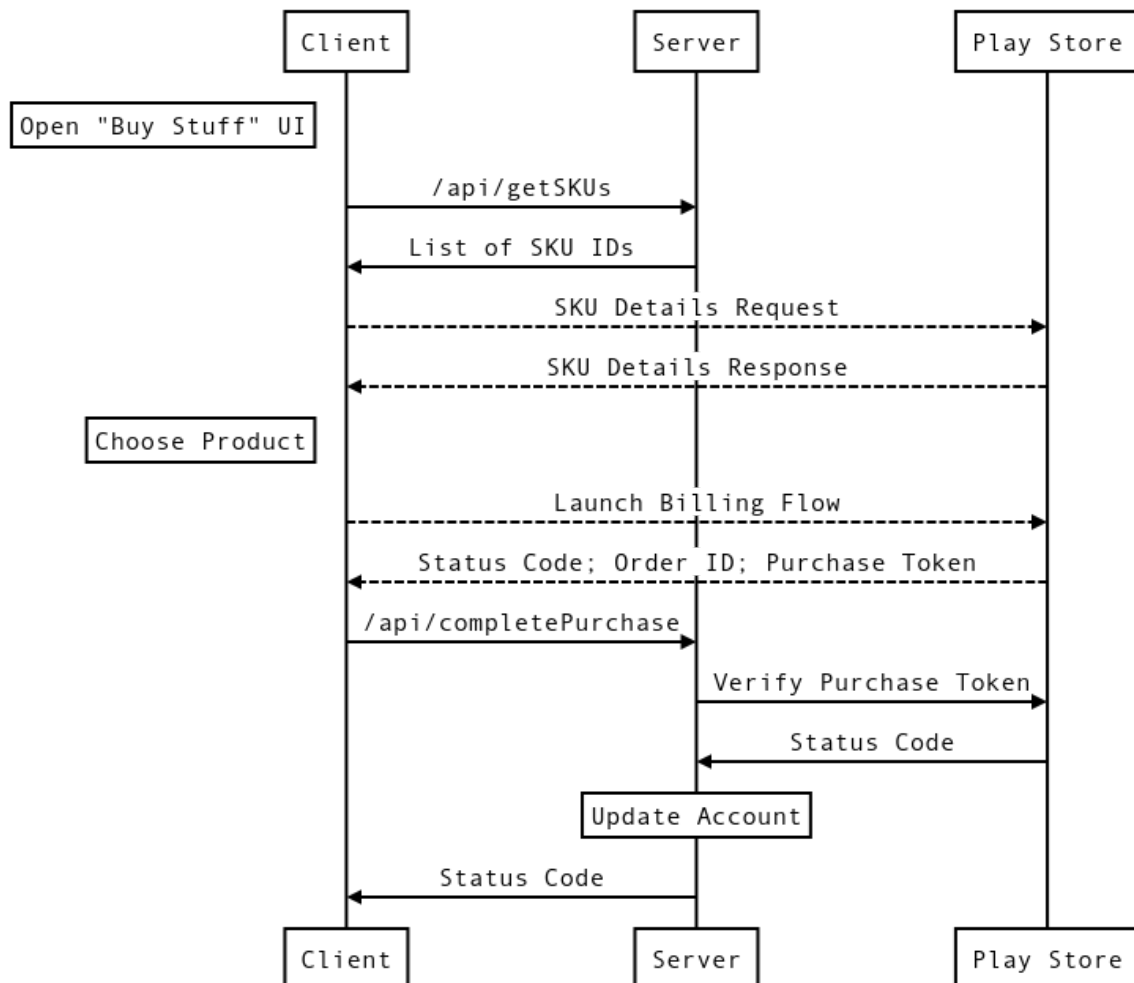 Client
Server
Play Store
Open "Buy Stuff" UI
/api/getSKUs
List of SKU IDs
SKU Details Request
SKU Details Response
Choose Product
Launch Billing Flow
Status Code; Order ID; Purchase Token
/api/completePurchase
Verify Purchase Token
Status Code
Update Account
Status Code
Client
Server
Play Store